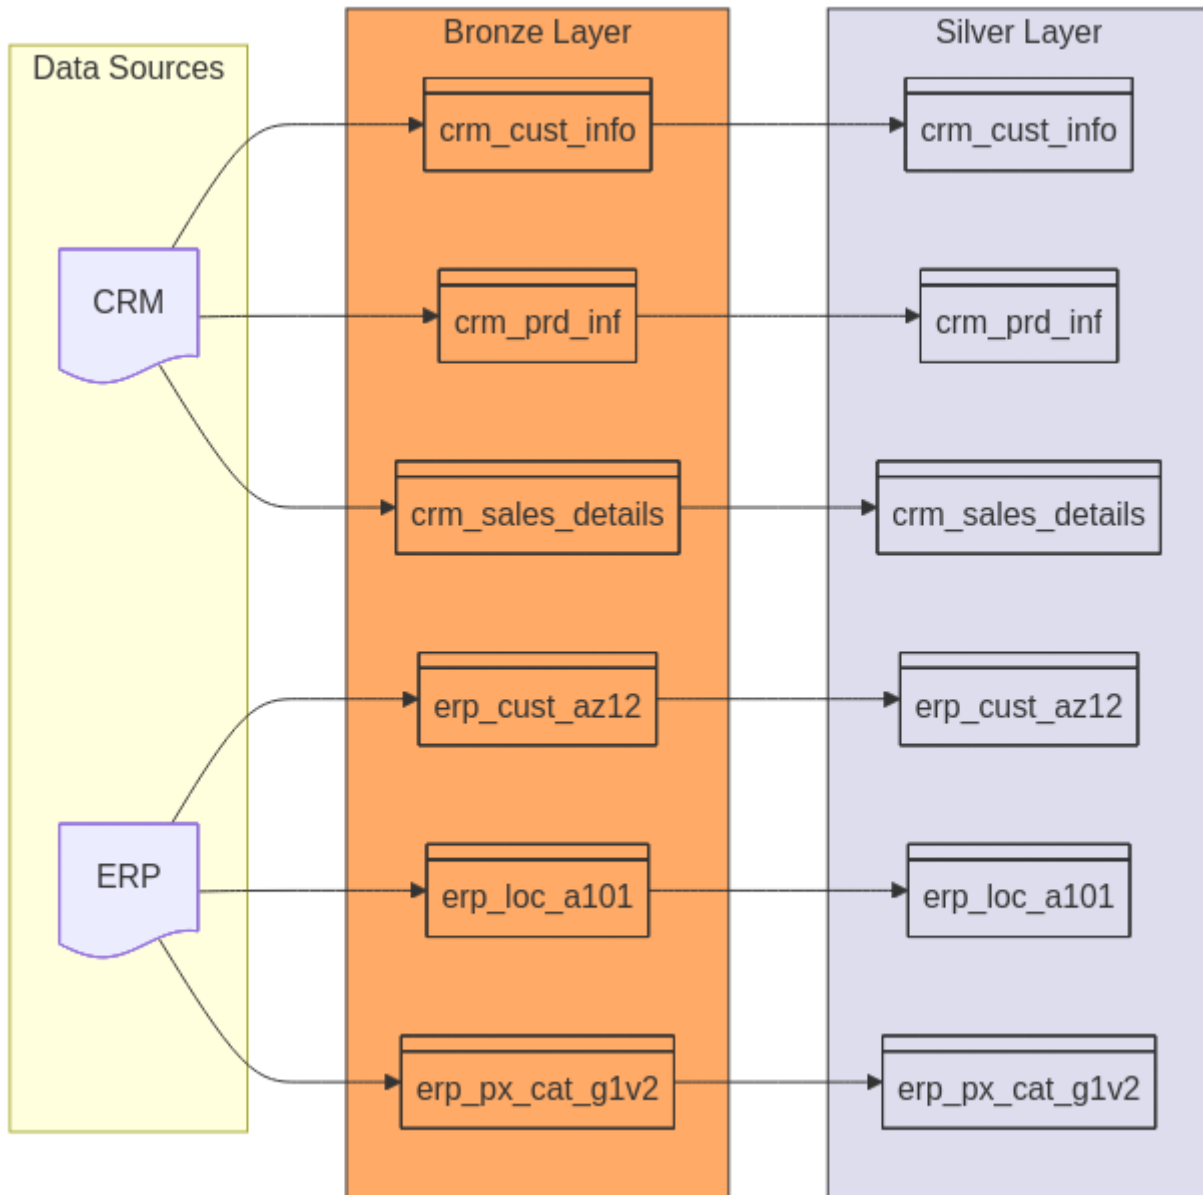 Data Sources
CRM
ERP
Bronze Layer
crm_cust_info
crm_prd_inf
crm_sales_details
erp_cust_az12
erp_loc_a101
erp_px_cat_g1v2
Silver Layer
crm_cust_info
crm_prd_inf
crm_sales_details
erp_cust_az12
erp_loc_a101
erp_px_cat_g1v2